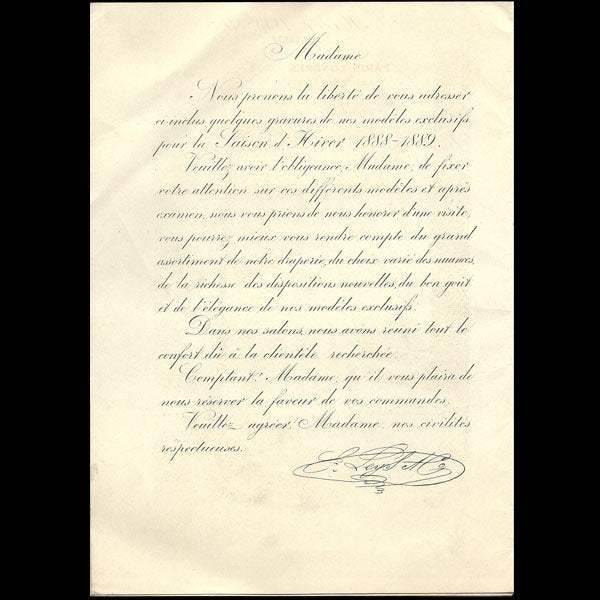 Madame
Nous prenons la liberté de vous adresser
ci-inclus quelques gravures de nos modèles exclusifs
pour la Saison d'Hiver 1888-1889.
Veuillez avoir l'obligeance, Madame, de fixer
votre attention sur ces différents modèles et après
examen, nous vous prions de nous honorer d'une visite,
vous pourrez mieux vous rendre compte du grand
assortiment de notre draperie, du choix varié des nuances,
de la richesse des dispositions nouvelles, du bon goût
et de l'élégance de nos modèles exclusifs.
Dans nos salons, nous avons réuni tout le
confort dû à la clientèle recherchée.
Comptant, Madame, qu'il vous plaira de
nous réserver la faveur de vos commandes.
Veuillez agréer, Madame, nos civilités
respectueuses.